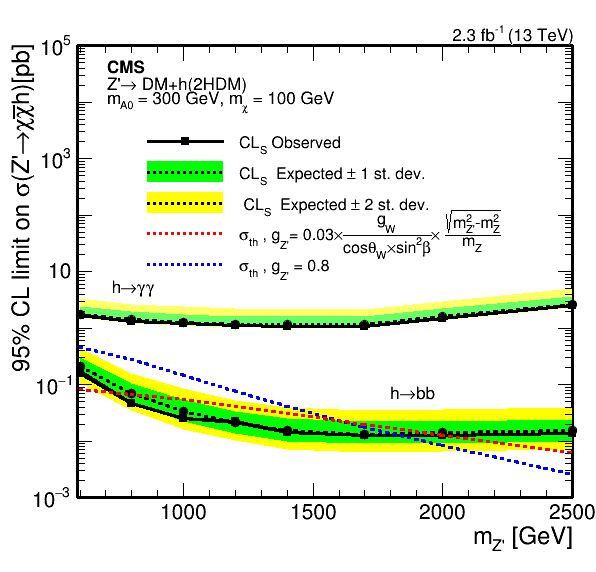 2.3 fb⁻¹ (13 TeV)
95% CL limit on σ(Z'→χχ̄h)[pb]
10⁵
10³
10
10⁻¹
10⁻³
CMS
Z'→ DM+h(2HDM)
m_A0 = 300 GeV, m_χ = 100 GeV
CL_S Observed
CL_S Expected ± 1 st. dev.
CL_S Expected ± 2 st. dev.
σ_th , g_Z' = 0.03× g_W / (cosθ_W×sin²β) × √(m²_Z'-m²_Z) / m_Z
σ_th , g_Z' = 0.8
h→γγ
h→bb
1000 1500 2000 2500
m_Z' [GeV]